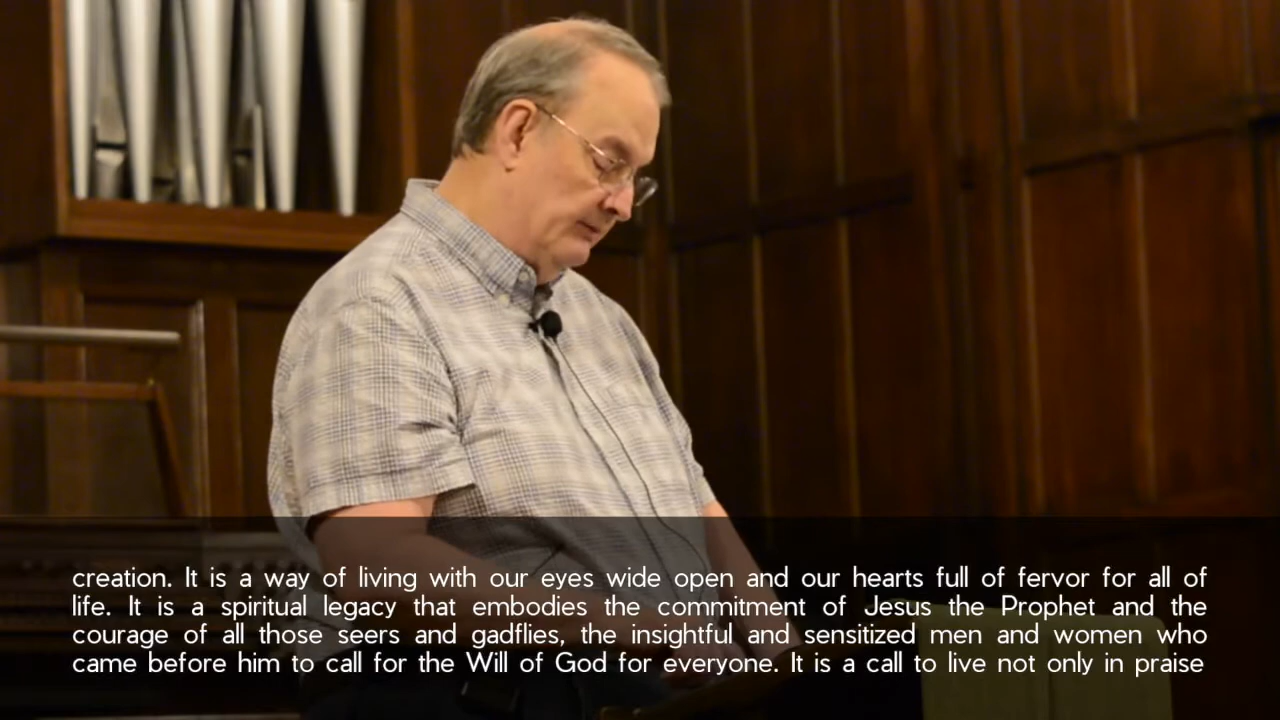 creation. It is a way of living with our eyes wide open and our hearts full of fervor for all of
life. It is a spiritual legacy that embodies the commitment of Jesus the Prophet and the
courage of all those seers and gadflies, the insightful and sensitized men and women who
came before him to call for the Will of God for everyone. It is a call to live not only in praise